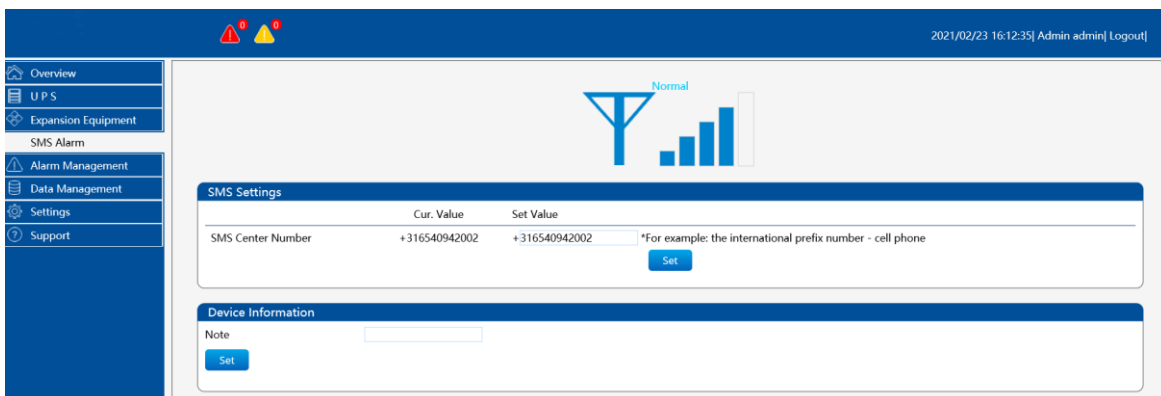 0 0
2021/02/23 16:12:35| Admin admin| Logout|
Overview
UPS
Expansion Equipment
SMS Alarm
Alarm Management
Data Management
Settings
Support
Normal
SMS Settings
Cur. Value Set Value
SMS Center Number +316540942002 +316540942002 *For example: the international prefix number - cell phone
Set
Device Information
Note
Set